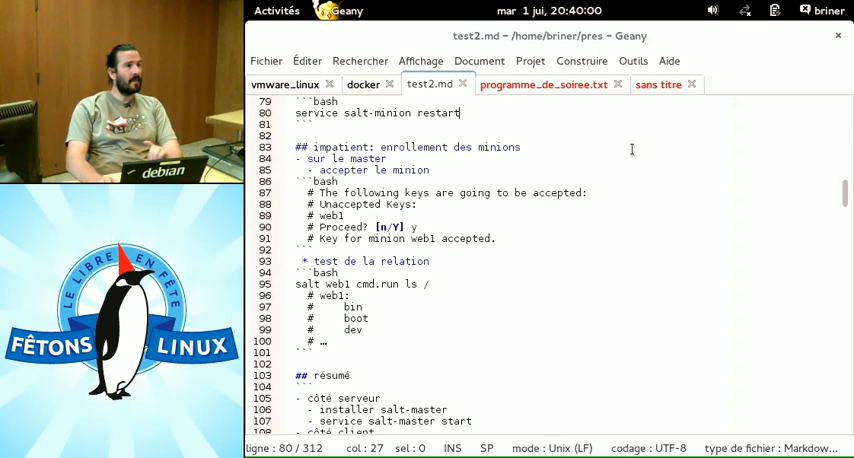 Activités
Geany
mar 1 jui, 20:40:00
briner
test2.md – /home/briner/pres – Geany
×
Fichier Éditer Rechercher Affichage Document Projet Construire Outils Aide
vmware_linux × docker × test2.md × programme_de_soiree.txt × sans titre ×
79 ```bash
80 service salt-minion restart
81 ```
82
83 ## impatient: enrollement des minions
84 - sur le master
85 - accepter le minion
86 ```bash
87 # The following keys are going to be accepted:
88 # Unaccepted Keys:
89 # web1
90 # Proceed? [n/Y] y
91 # Key for minion web1 accepted.
92 ```
93 * test de la relation
94 ```bash
95 salt web1 cmd.run ls /
96 # web1:
97 # bin
98 # boot
99 # dev
100 # …
101 ```
102
103 ## résumé
104 ```
105 - côté serveur
106 - installer salt-master
107 - service salt-master start
108 - côté client
ligne : 80 / 312 col : 27 sel : 0 INS SP mode : Unix (LF) codage : UTF-8 type de fichier : Markdow...
debian
LE LIBRE EN FÊTE
FÊTONS LINUX